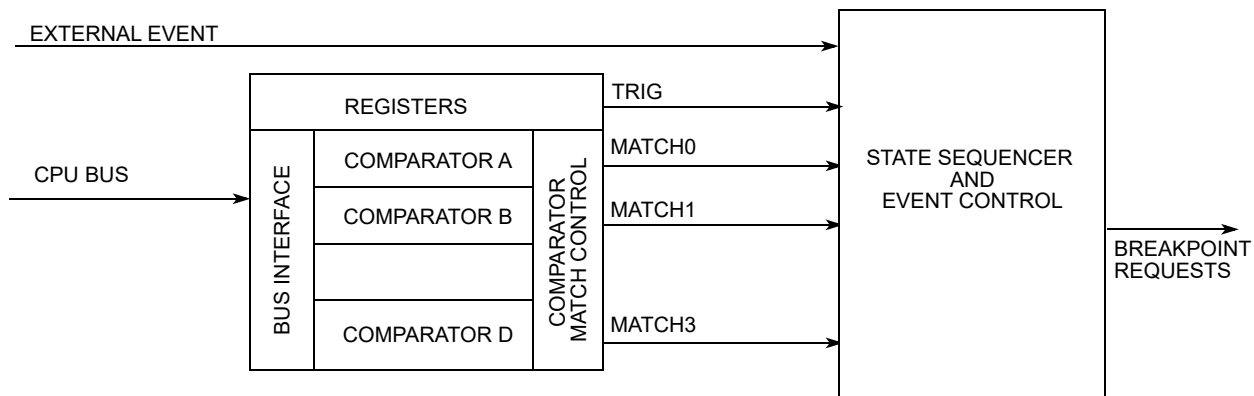 EXTERNAL EVENT
REGISTERS
TRIG
CPU BUS
BUS INTERFACE
COMPARATOR A
COMPARATOR B
COMPARATOR D
COMPARATOR
MATCH CONTROL
MATCH0
MATCH1
MATCH3
STATE SEQUENCER
AND
EVENT CONTROL
BREAKPOINT
REQUESTS